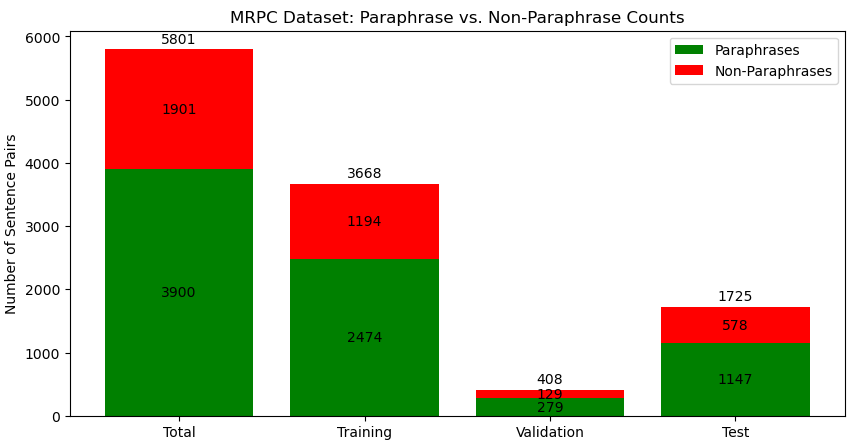 MRPC Dataset: Paraphrase vs. Non-Paraphrase Counts
Number of Sentence Pairs
6000
5000
4000
3000
2000
1000
0
Paraphrases
Non-Paraphrases
5801
1901
3900
3668
1194
2474
408
129
279
1725
578
1147
Total
Training
Validation
Test